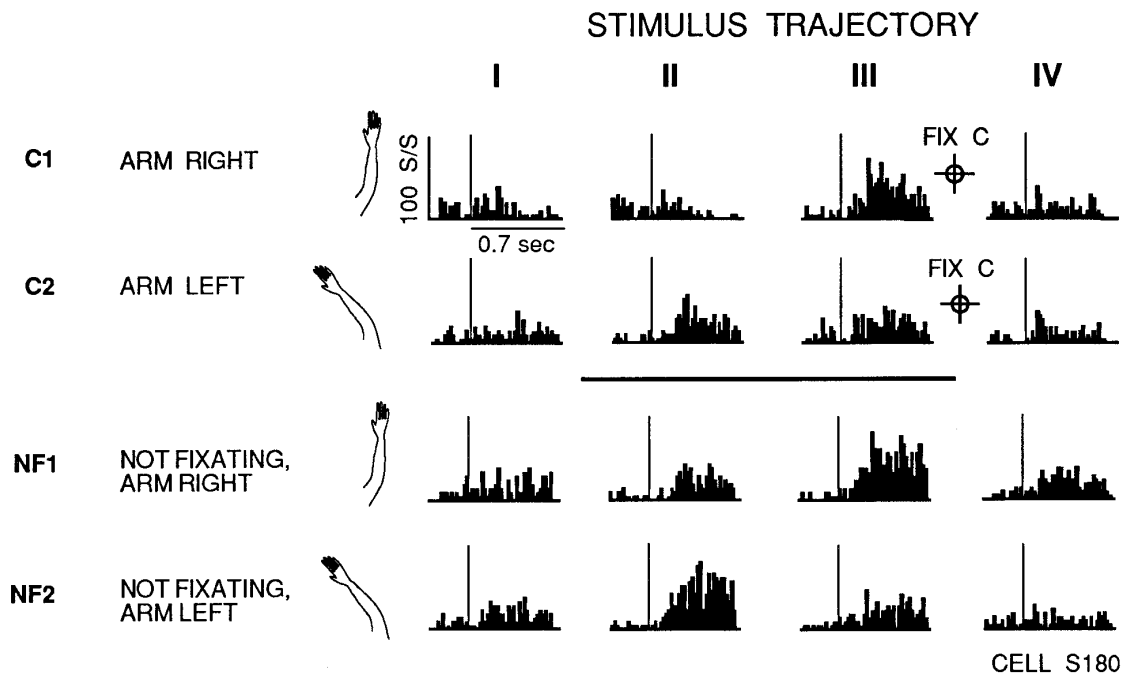 STIMULUS TRAJECTORY
I II III IV
C1 ARM RIGHT 100 S/S FIX C
0.7 sec
C2 ARM LEFT FIX C
NF1 NOT FIXATING,
ARM RIGHT
NF2 NOT FIXATING,
ARM LEFT
CELL S180